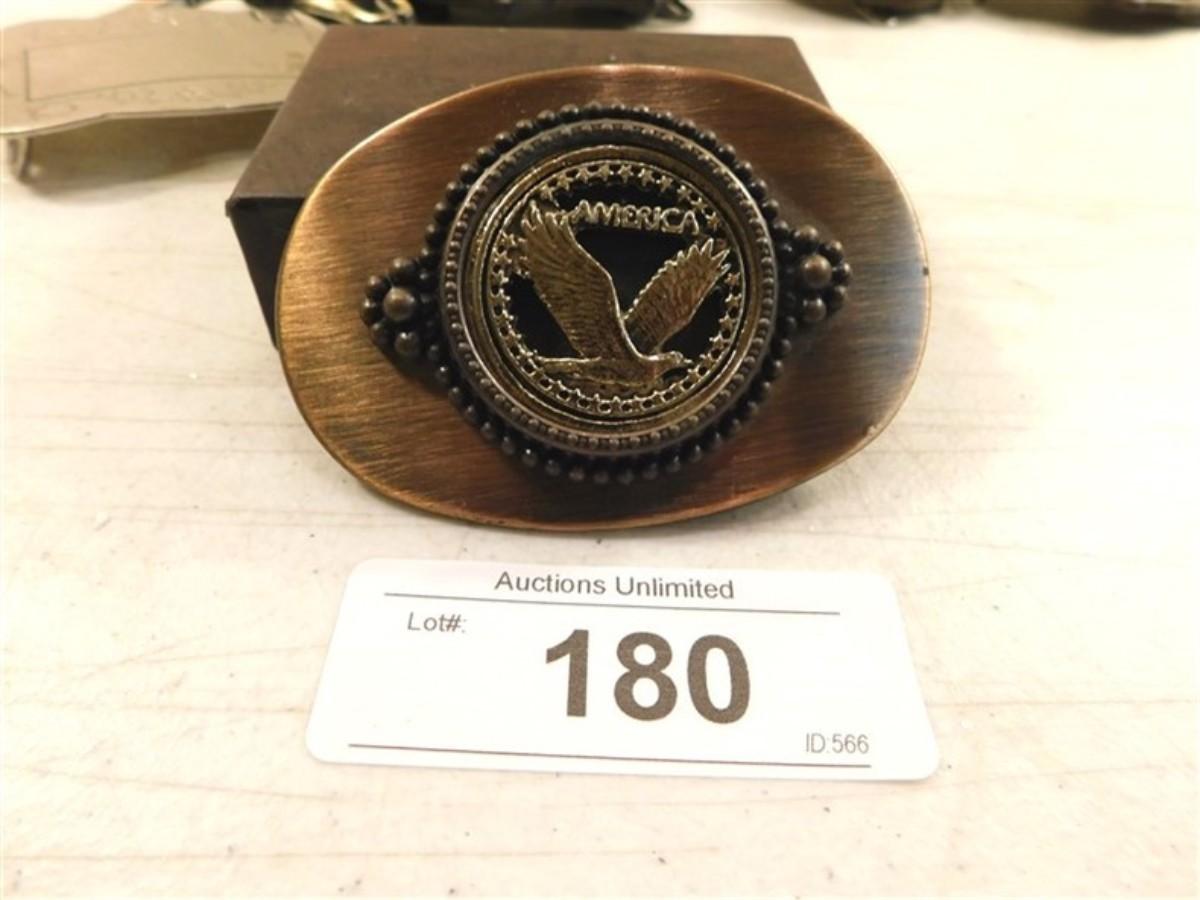 AMERICA
Auctions Unlimited
Lot#:
180
ID:566